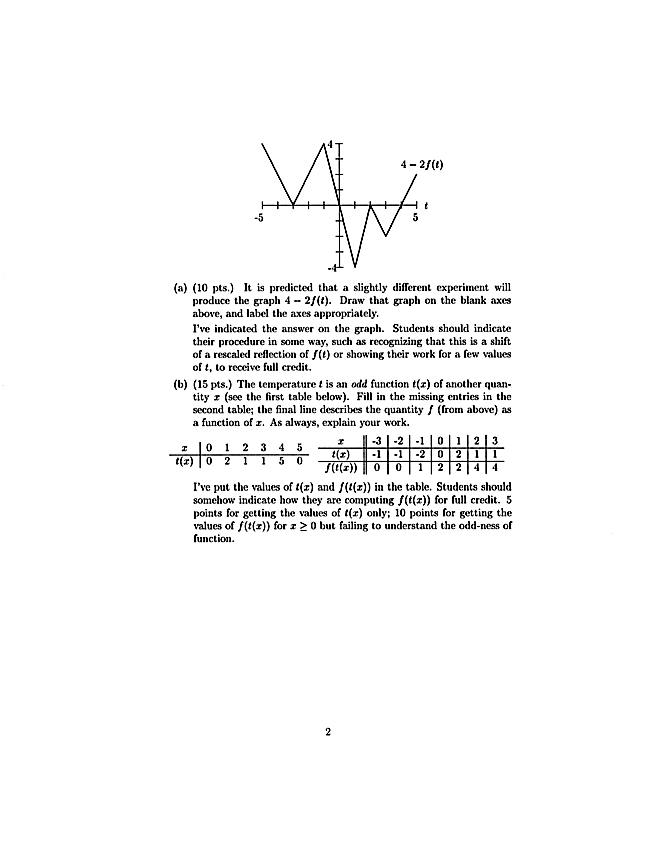 4
4 − 2f(t)
t
-5
5
-4
(a) (10 pts.) It is predicted that a slightly different experiment will
produce the graph 4 − 2f(t). Draw that graph on the blank axes
above, and label the axes appropriately.
I've indicated the answer on the graph. Students should indicate
their procedure in some way, such as recognizing that this is a shift
of a rescaled reflection of f(t) or showing their work for a few values
of t, to receive full credit.
(b) (15 pts.) The temperature t is an odd function t(x) of another quan-
tity x (see the first table below). Fill in the missing entries in the
second table; the final line describes the quantity f (from above) as
a function of x. As always, explain your work.
x 0 1 2 3 4 5
t(x) 0 2 1 1 5 0
x -3 -2 -1 0 1 2 3
t(x) -1 -1 -2 0 2 1 1
f(t(x)) 0 0 1 2 2 4 4
I've put the values of t(x) and f(t(x)) in the table. Students should
somehow indicate how they are computing f(t(x)) for full credit. 5
points for getting the values of t(x) only; 10 points for getting the
values of f(t(x)) for x ≥ 0 but failing to understand the odd-ness of
function.
2